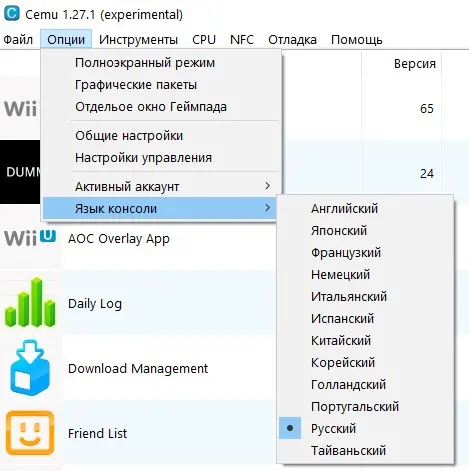 Cemu 1.27.1 (experimental)
Файл Опции Инструменты CPU NFC Отладка Помощь
Полноэкранный режим
Графические пакеты
Отдельое окно Геймпада
Общие настройки
Настройки управления
Активный аккаунт
Язык консоли
Версия
Wii
65
DUM
24
Английский
Японский
Французкий
Немецкий
Итальянский
Испанский
Китайский
Корейский
Голландский
Португальский
Русский
Тайваньский
Wii U
AOC Overlay App
Daily Log
Download Management
Friend List